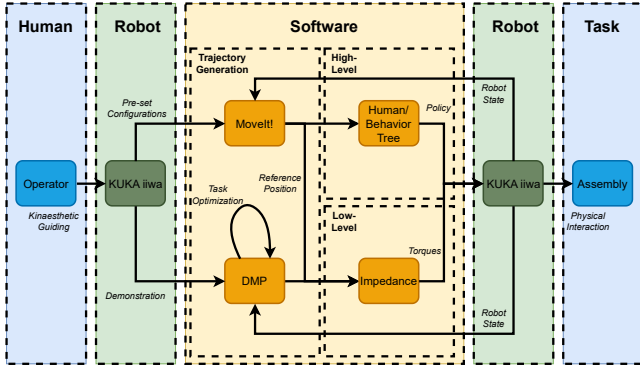 Human
Robot
Software
Robot
Task
Trajectory
Generation
High-
Level
Pre-set
Configurations
MoveIt!
Human/
Behavior
Tree
Policy
Robot
State
Operator
KUKA iiwa
Kinaesthetic
Guiding
Task
Optimization
Reference
Position
KUKA iiwa
Assembly
Physical
Interaction
Low-
Level
Demonstration
DMP
Impedance
Torques
Robot
State